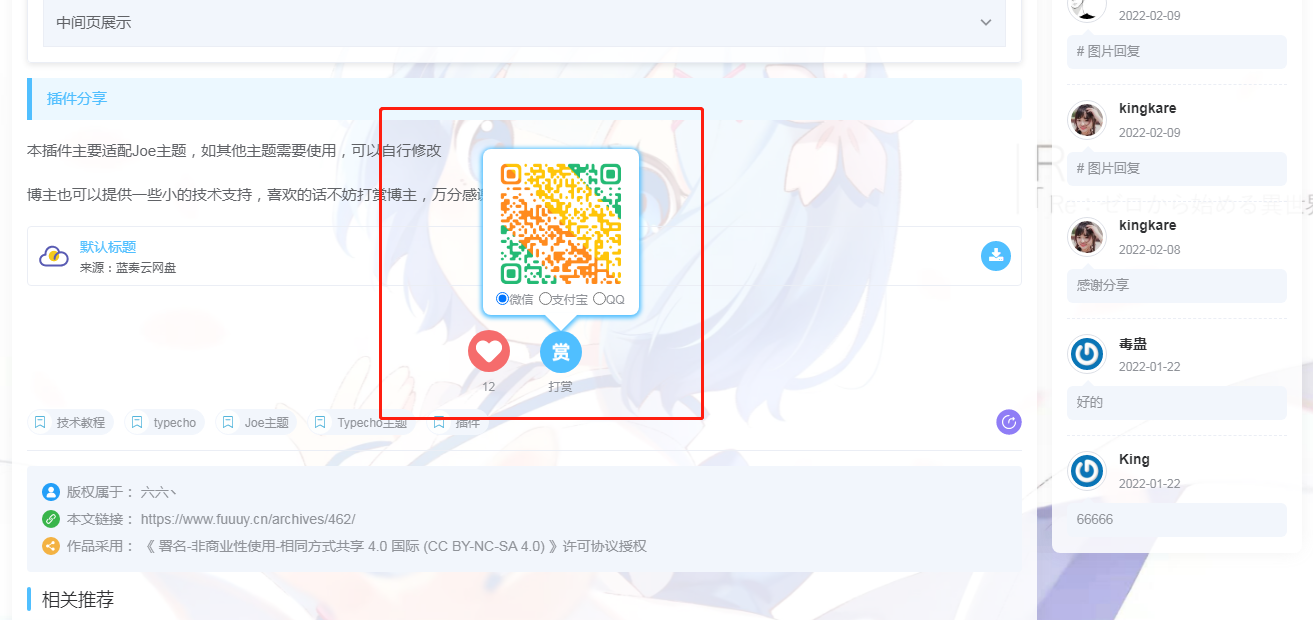 中间页展示
插件分享
本插件主要适配Joe主题，如其他主题需要使用，可以自行修改
博主也可以提供一些小的技术支持，喜欢的话不妨打赏博主，万分感谢
默认标题
来源：蓝奏云网盘
微信 支付宝 QQ
赏
12 打赏
技术教程 typecho Joe主题 Typecho主题 插件
版权属于： 六六丶
本文链接： https://www.fuuuy.cn/archives/462/
作品采用： 《 署名-非商业性使用-相同方式共享 4.0 国际 (CC BY-NC-SA 4.0) 》许可协议授权
相关推荐
2022-02-09
# 图片回复
kingkare
2022-02-09
# 图片回复
Re：ゼロから始める異世界
kingkare
2022-02-08
感谢分享
毒蛊
2022-01-22
好的
King
2022-01-22
66666